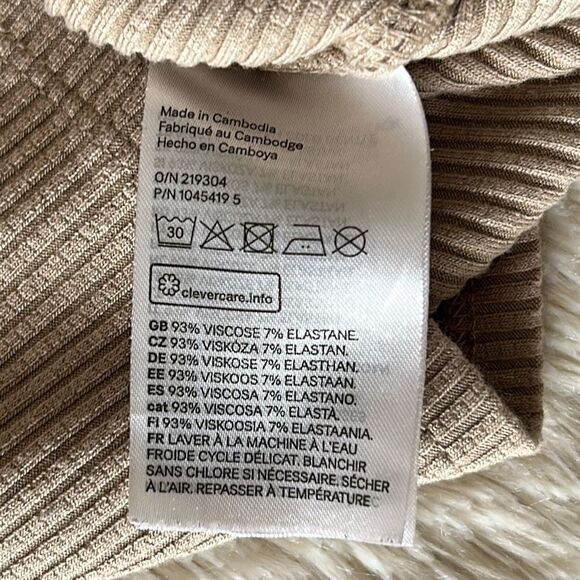 Made in Cambodia
Fabriqué au Cambodge
Hecho en Camboya
O/N 219304
P/N 1045419 5
30
clevercare.info
GB 93% VISCOSE 7% ELASTANE.
CZ 93% VISKÓZA 7% ELASTAN.
DE 93% VISKOSE 7% ELASTHAN.
EE 93% VISKOOS 7% ELASTAAN.
ES 93% VISCOSA 7% ELASTANO.
cat 93% VISCOSA 7% ELASTÀ.
FI 93% VISKOOSIA 7% ELASTAANIA.
FR LAVER À LA MACHINE À L'EAU
FROIDE CYCLE DÉLICAT. BLANCHIR
SANS CHLORE SI NÉCESSAIRE. SÉCHER
À L'AIR. REPASSER À TEMPÉRATURE